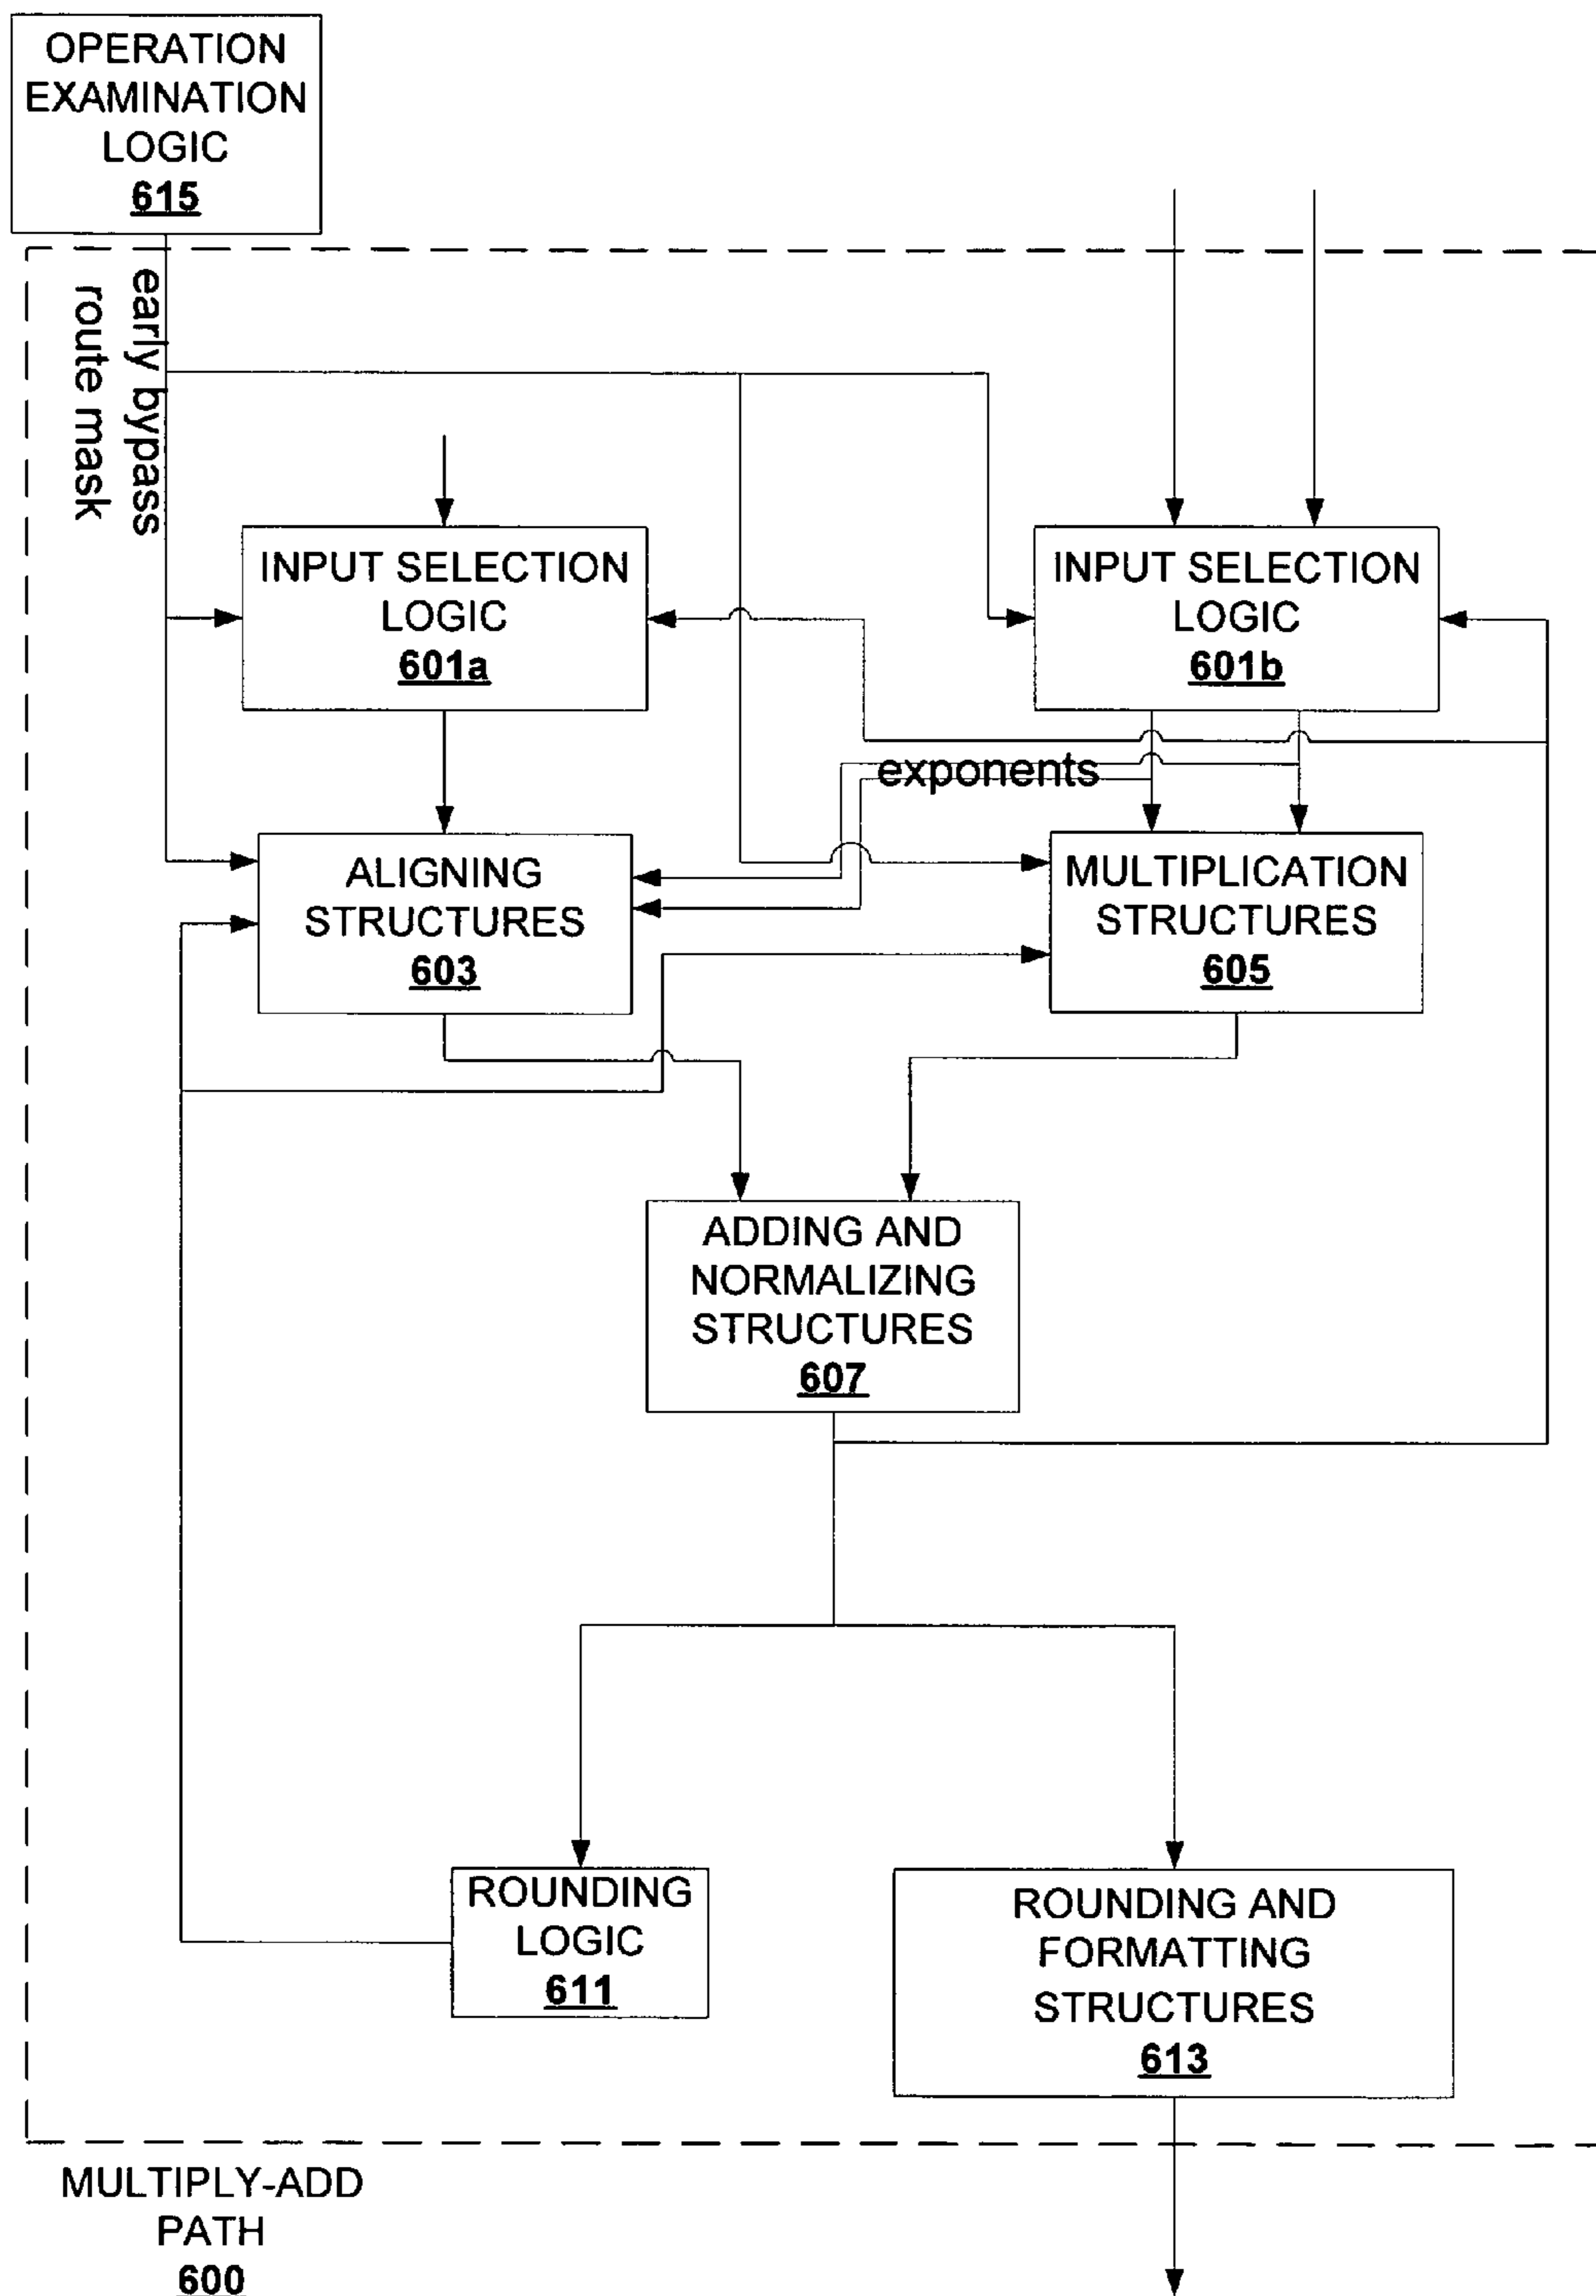 OPERATION
EXAMINATION
LOGIC
615
early bypass
route mask
INPUT SELECTION
LOGIC
601a
INPUT SELECTION
LOGIC
601b
exponents
ALIGNING
STRUCTURES
603
MULTIPLICATION
STRUCTURES
605
ADDING AND
NORMALIZING
STRUCTURES
607
ROUNDING
LOGIC
611
ROUNDING AND
FORMATTING
STRUCTURES
613
MULTIPLY-ADD
PATH
600